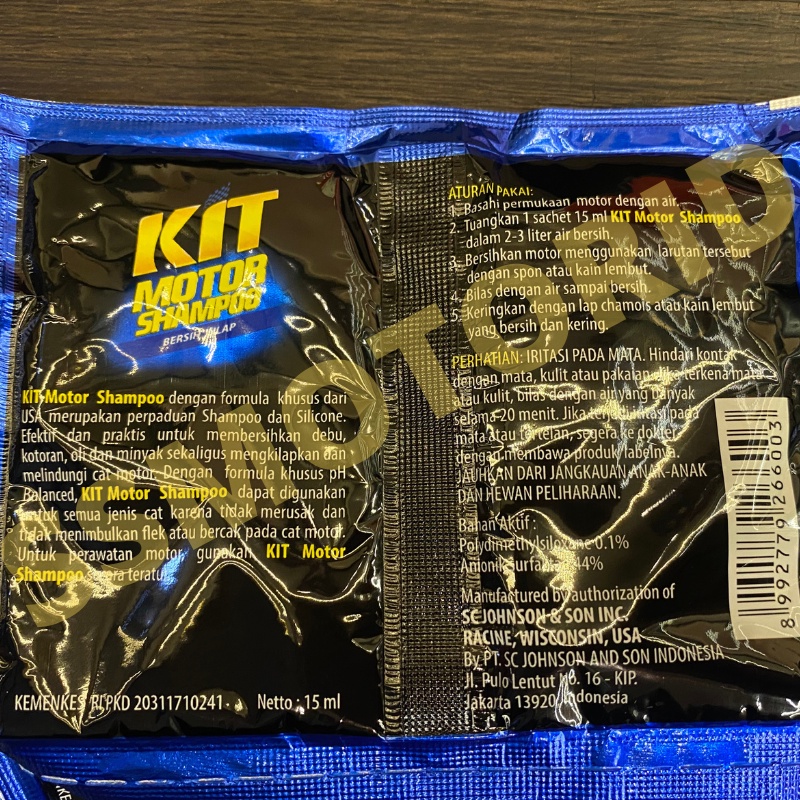 KIT
MOTOR
SHAMPOO
KIT Motor Shampoo dengan formula khusus dari
USA merupakan perpaduan Shampoo dan Silicone.
Efektif dan praktis untuk membersihkan debu,
kotoran, oli dan minyak sekaligus mengkilapkan dan
melindungi cat motor. Dengan formula khusus pH
Balanced, KIT Motor Shampoo dapat digunakan
untuk semua jenis cat karena tidak merusak dan
tidak menimbulkan flek atau bercak pada cat motor.
Untuk perawatan motor gunakan KIT Motor
Shampoo secara teratur
KEMENKES RI PKD 20311710241
Netto : 15 ml
ATURAN PAKAI:
1. Basahi permukaan motor dengan air.
2. Tuangkan 1 sachet 15 ml KIT Motor Shampoo
dalam 2-3 liter air bersih.
3. Bersihkan motor menggunakan larutan tersebut
dengan spon atau kain lembut.
4. Bilas dengan air sampai bersih.
5. Keringkan dengan lap chamois atau kain lembut
yang bersih dan kering.
PERHATIAN: IRITASI PADA MATA. Hindari kontak
dengan mata, kulit atau pakaian. Jika terkena mata
atau kulit, bilas dengan air yang banyak
selama 20 menit. Jika terjadi iritasi pada
mata atau tertelan, segera ke dokter
dengan membawa produk/labelnya.
JAUHKAN DARI JANGKAUAN ANAK-ANAK
DAN HEWAN PELIHARAAN.
Bahan Aktif :
Polydimethylsiloxane 0.1%
Anionik surfaktan 44%
Manufactured by authorization of
SC JOHNSON & SON INC.
RACINE, WISCONSIN, USA
By PT. SC JOHNSON AND SON INDONESIA
Jl. Pulo Lentut No. 16 - KIP.
Jakarta 13920, Indonesia
8 992779 266003
SMOTORID